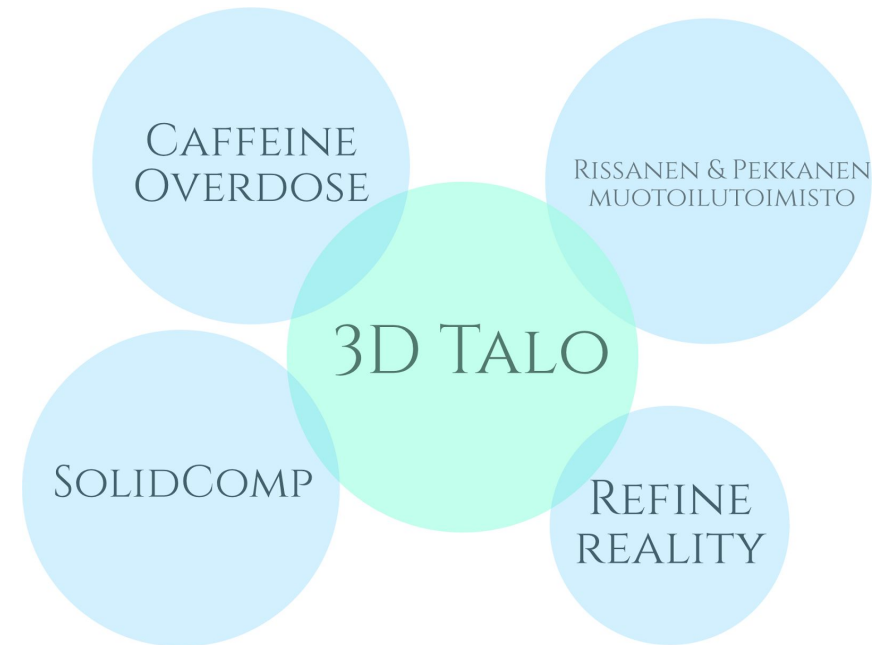 Caffeine
Overdose
Rissanen & Pekkanen
muotoilutoimisto
3D Talo
SolidComp
Refine
reality